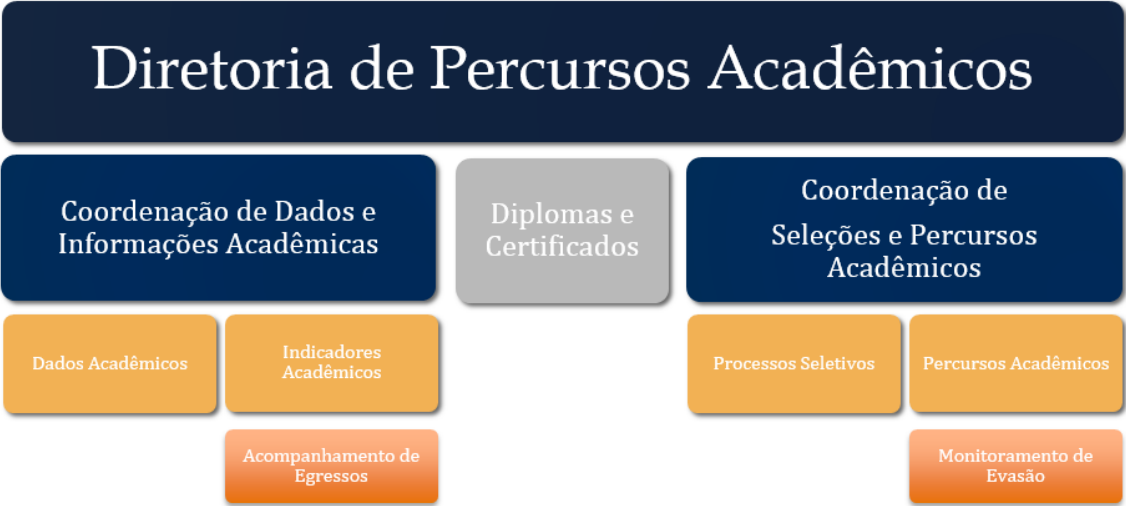 Diretoria de Percursos Acadêmicos
Coordenação de Dados e
Informações Acadêmicas
Diplomas e
Certificados
Coordenação de
Seleções e Percursos
Acadêmicos
Dados Acadêmicos
Indicadores
Acadêmicos
Processos Seletivos
Percursos Acadêmicos
Acompanhamento de
Egressos
Monitoramento de
Evasão